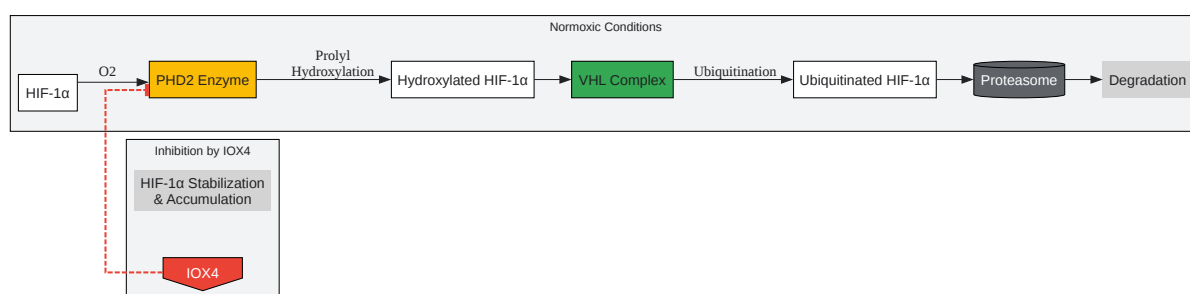 Normoxic Conditions
HIF-1α
O2
PHD2 Enzyme
Prolyl
Hydroxylation
Hydroxylated HIF-1α
VHL Complex
Ubiquitination
Ubiquitinated HIF-1α
Proteasome
Degradation
Inhibition by IOX4
HIF-1α Stabilization
& Accumulation
IOX4